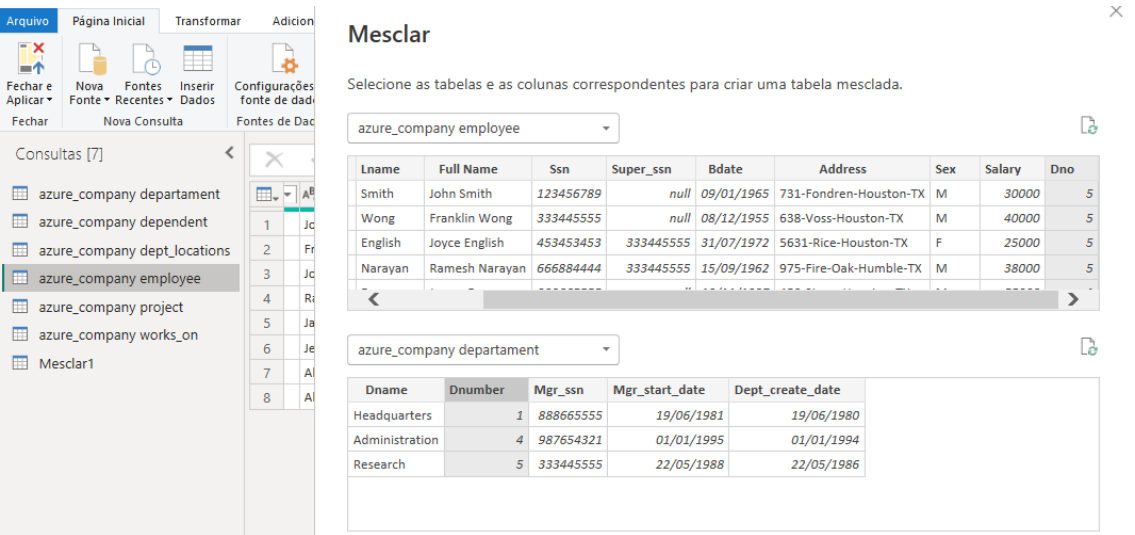 Arquivo Página Inicial Transformar Adicion
Fechar e Aplicar
Nova Fonte
Fontes Recentes
Inserir Dados
Configurações
fonte de dad
Fechar Nova Consulta Fontes de Dad
Consultas [7]
azure_company departament
azure_company dependent
azure_company dept_locations
azure_company employee
azure_company project
azure_company works_on
Mesclar1
1 Jo
2 Fr
3 Jo
4 Ra
5 Ja
6 Je
7 Al
8 Al
Mesclar
Selecione as tabelas e as colunas correspondentes para criar uma tabela mesclada.
azure_company employee
Lname Full Name Ssn Super_ssn Bdate Address Sex Salary Dno
Smith John Smith 123456789 null 09/01/1965 731-Fondren-Houston-TX M 30000 5
Wong Franklin Wong 333445555 null 08/12/1955 638-Voss-Houston-TX M 40000 5
English Joyce English 453453453 333445555 31/07/1972 5631-Rice-Houston-TX F 25000 5
Narayan Ramesh Narayan 666884444 333445555 15/09/1962 975-Fire-Oak-Humble-TX M 38000 5
azure_company departament
Dname Dnumber Mgr_ssn Mgr_start_date Dept_create_date
Headquarters 1 888665555 19/06/1981 19/06/1980
Administration 4 987654321 01/01/1995 01/01/1994
Research 5 333445555 22/05/1988 22/05/1986